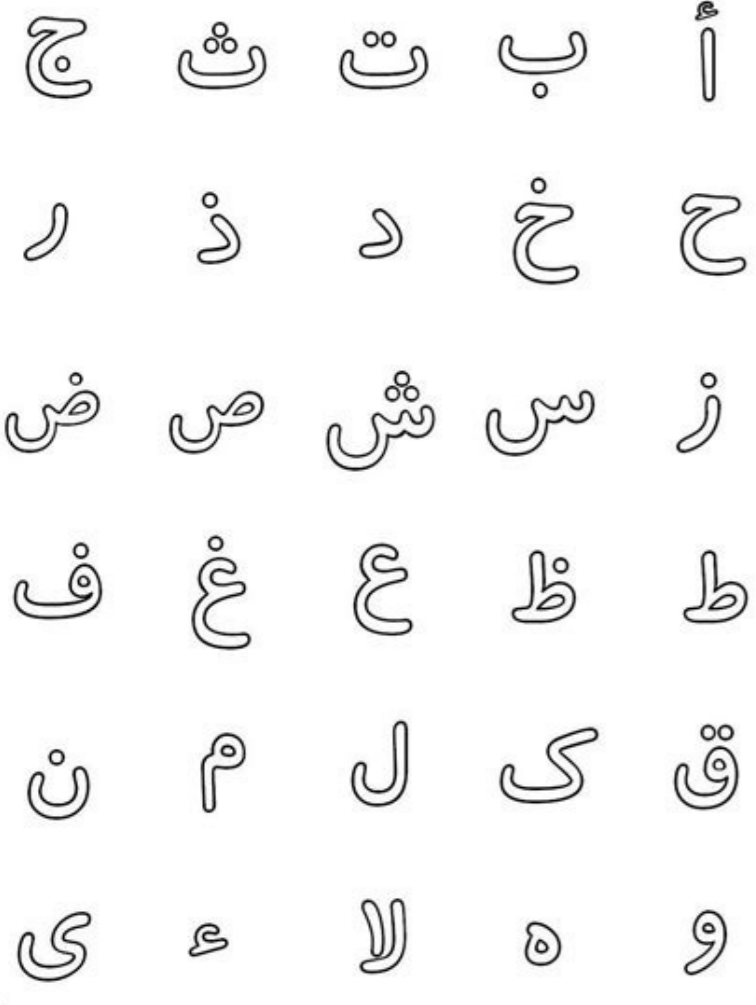 أ ب ت ث ج
ح خ د ذ ر
ز س ش ص ض
ط ظ ع غ ف
ق ک ل م ن
و ه لا ء ى